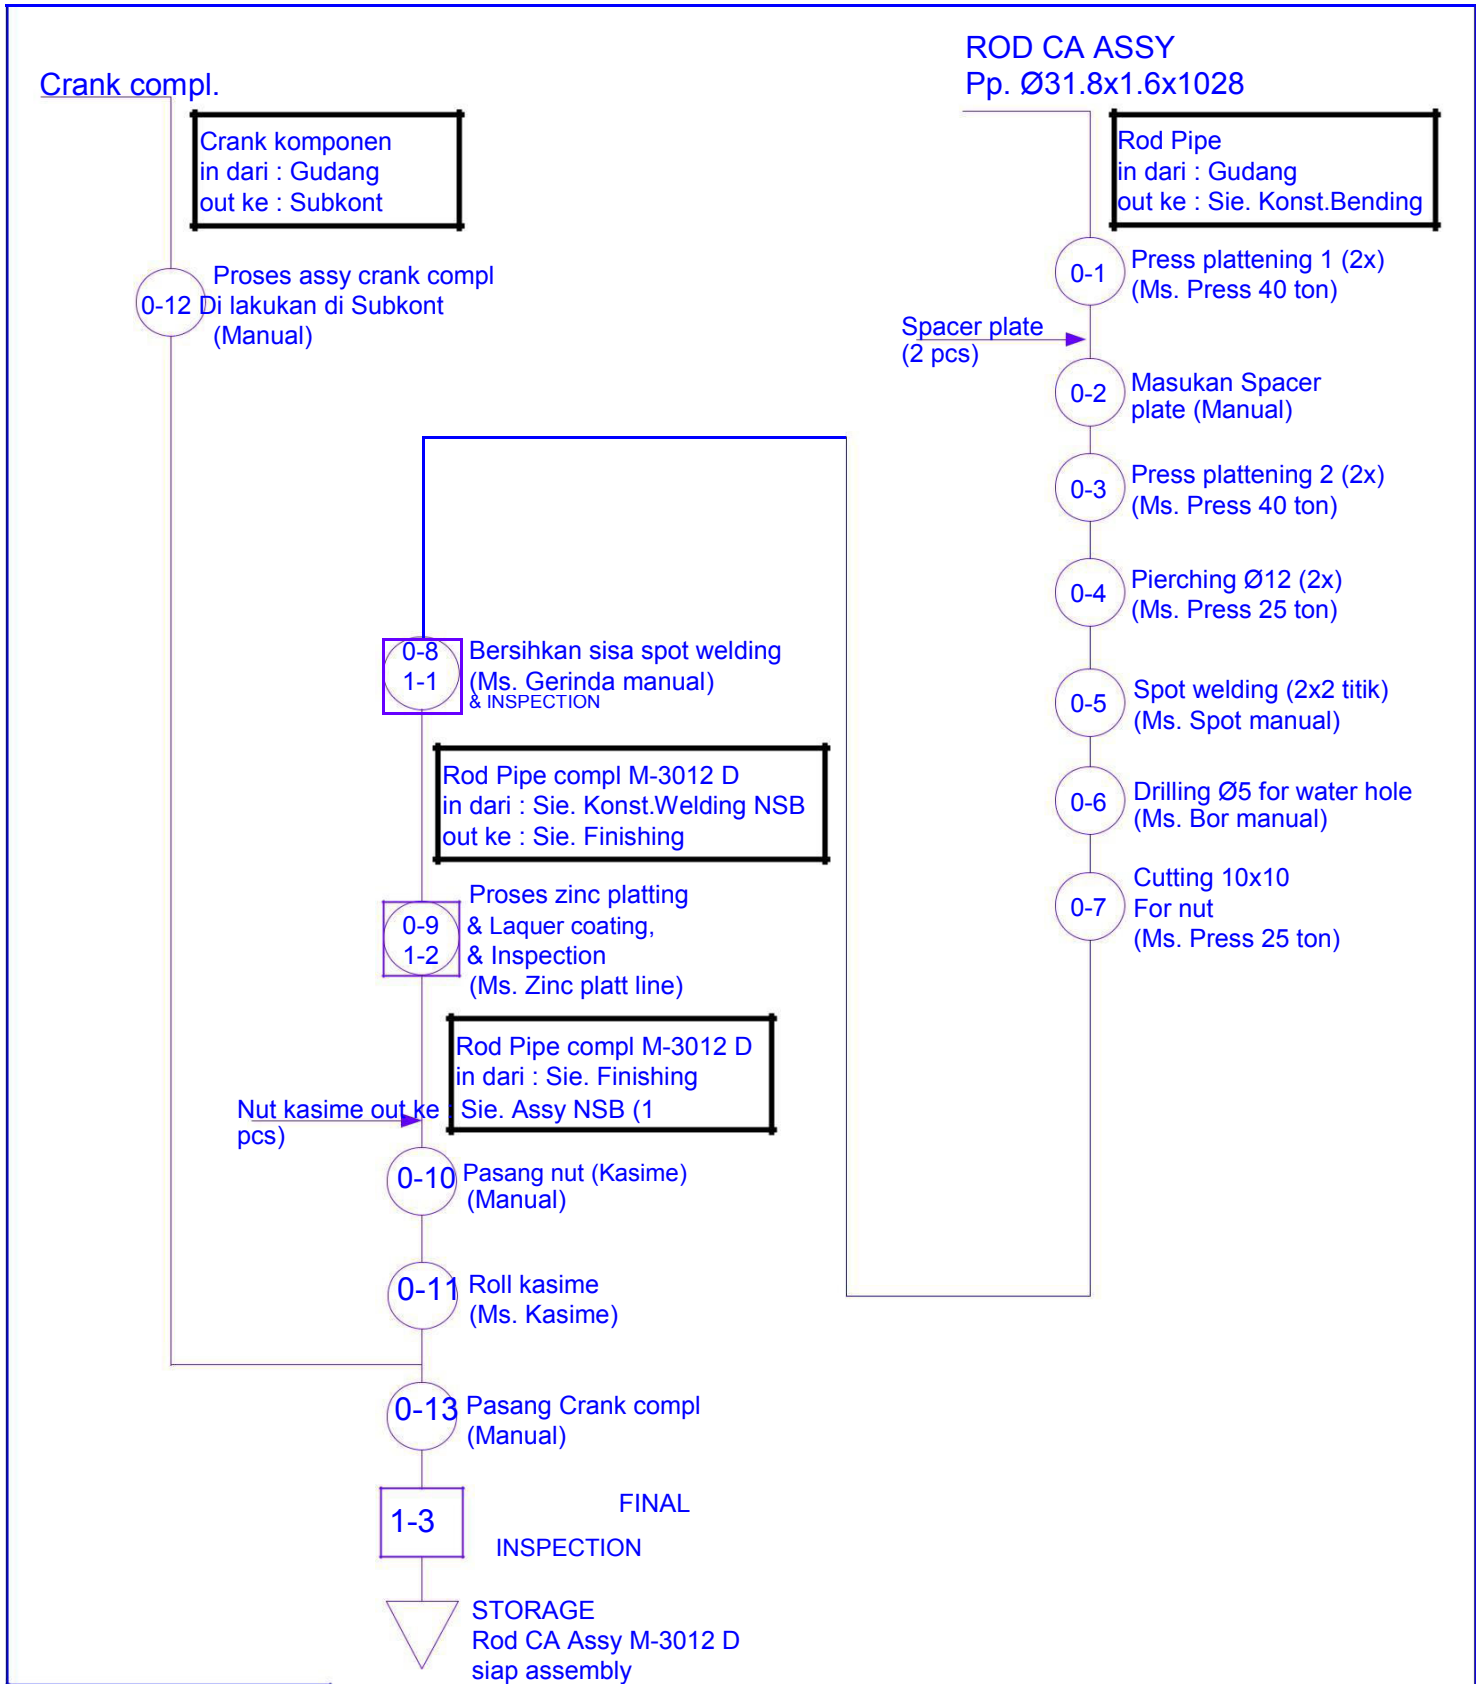 Crank compl.
Crank komponen
in dari : Gudang
out ke : Subkont
0-12
Proses assy crank compl
Di lakukan di Subkont
(Manual)
ROD CA ASSY
Pp. Ø31.8x1.6x1028
Rod Pipe
in dari : Gudang
out ke : Sie. Konst.Bending
0-1
Press plattening 1 (2x)
(Ms. Press 40 ton)
Spacer plate
(2 pcs)
0-2
Masukan Spacer
plate (Manual)
0-3
Press plattening 2 (2x)
(Ms. Press 40 ton)
0-4
Pierching Ø12 (2x)
(Ms. Press 25 ton)
0-5
Spot welding (2x2 titik)
(Ms. Spot manual)
0-6
Drilling Ø5 for water hole
(Ms. Bor manual)
0-7
Cutting 10x10
For nut
(Ms. Press 25 ton)
0-8
1-1
Bersihkan sisa spot welding
(Ms. Gerinda manual)
& INSPECTION
Rod Pipe compl M-3012 D
in dari : Sie. Konst.Welding NSB
out ke : Sie. Finishing
0-9
1-2
Proses zinc platting
& Laquer coating,
& Inspection
(Ms. Zinc platt line)
Rod Pipe compl M-3012 D
in dari : Sie. Finishing
Nut kasime out ke : Sie. Assy NSB (1
pcs)
0-10
Pasang nut (Kasime)
(Manual)
0-11
Roll kasime
(Ms. Kasime)
0-13
Pasang Crank compl
(Manual)
1-3
FINAL
INSPECTION
STORAGE
Rod CA Assy M-3012 D
siap assembly